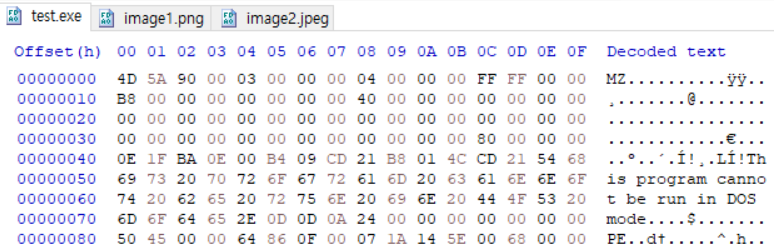 test.exe image1.png image2.jpeg
Offset(h) 00 01 02 03 04 05 06 07 08 09 0A 0B 0C 0D 0E 0F Decoded text
00000000 4D 5A 90 00 03 00 00 00 04 00 00 00 FF FF 00 00 MZ..........ÿÿ..
00000010 B8 00 00 00 00 00 00 00 40 00 00 00 00 00 00 00 ¸.......@.......
00000020 00 00 00 00 00 00 00 00 00 00 00 00 00 00 00 00 ................
00000030 00 00 00 00 00 00 00 00 00 00 00 00 80 00 00 00 ............€...
00000040 0E 1F BA 0E 00 B4 09 CD 21 B8 01 4C CD 21 54 68 ..º..´.Í!¸.LÍ!Th
00000050 69 73 20 70 72 6F 67 72 61 6D 20 63 61 6E 6E 6F is program canno
00000060 74 20 62 65 20 72 75 6E 20 69 6E 20 44 4F 53 20 t be run in DOS
00000070 6D 6F 64 65 2E 0D 0D 0A 24 00 00 00 00 00 00 00 mode....$.......
00000080 50 45 00 00 64 86 0F 00 07 1A 14 5E 00 68 00 00 PE..d†.....^.h..